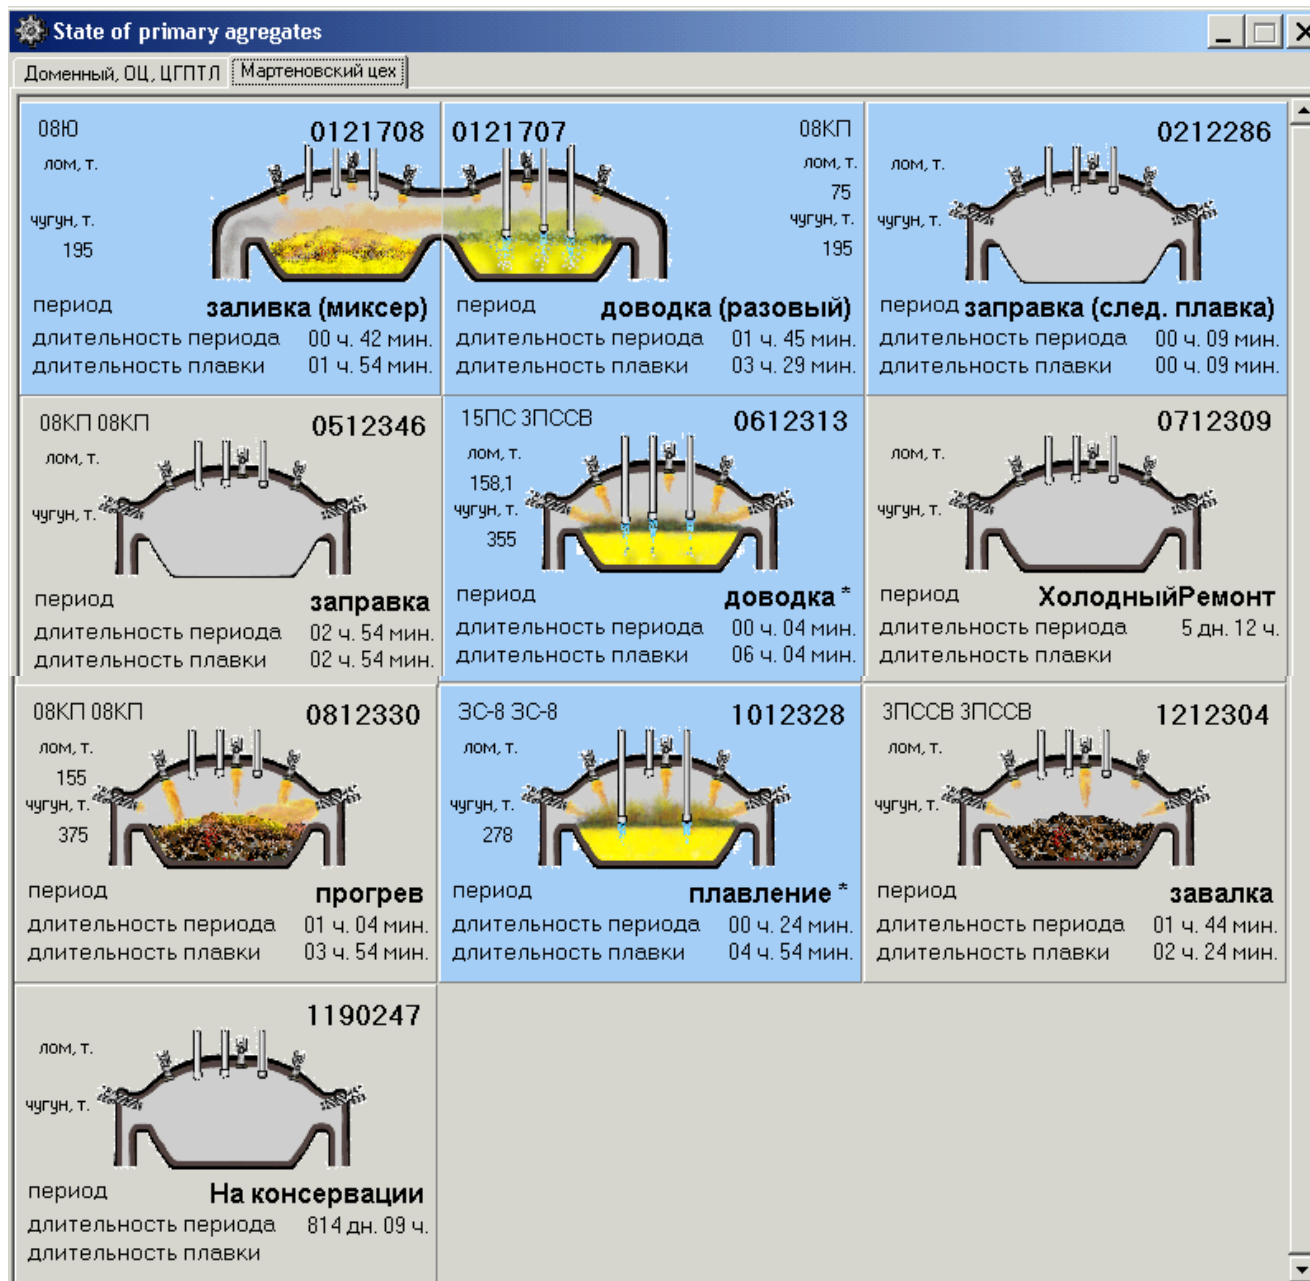 State of primary agregates
Доменный, ОЦ, ЦГПТЛ
Мартеновский цех
08Ю
0121708
лом, т.
чугун, т.
195
период
заливка (миксер)
длительность периода 00 ч. 42 мин.
длительность плавки 01 ч. 54 мин.
0121707
08КП
лом, т.
75
чугун, т.
195
период
доводка (разовый)
длительность периода 01 ч. 45 мин.
длительность плавки 03 ч. 29 мин.
0212286
лом, т.
чугун, т.
период заправка (след. плавка)
длительность периода 00 ч. 09 мин.
длительность плавки 00 ч. 09 мин.
08КП 08КП
0512346
лом, т.
чугун, т.
период
заправка
длительность периода 02 ч. 54 мин.
длительность плавки 02 ч. 54 мин.
15ПС 3ПССВ
0612313
лом, т.
158,1
чугун, т.
355
период
доводка *
длительность периода 00 ч. 04 мин.
длительность плавки 06 ч. 04 мин.
0712309
лом, т.
чугун, т.
период
ХолодныйРемонт
длительность периода 5 дн. 12 ч.
длительность плавки
08КП 08КП
0812330
лом, т.
155
чугун, т.
375
период
прогрев
длительность периода 01 ч. 04 мин.
длительность плавки 03 ч. 54 мин.
3С-8 3С-8
1012328
лом, т.
чугун, т.
278
период
плавление *
длительность периода 00 ч. 24 мин.
длительность плавки 04 ч. 54 мин.
3ПССВ 3ПССВ
1212304
лом, т.
чугун, т.
период
завалка
длительность периода 01 ч. 44 мин.
длительность плавки 02 ч. 24 мин.
1190247
лом, т.
чугун, т.
период
На консервации
длительность периода 814 дн. 09 ч.
длительность плавки